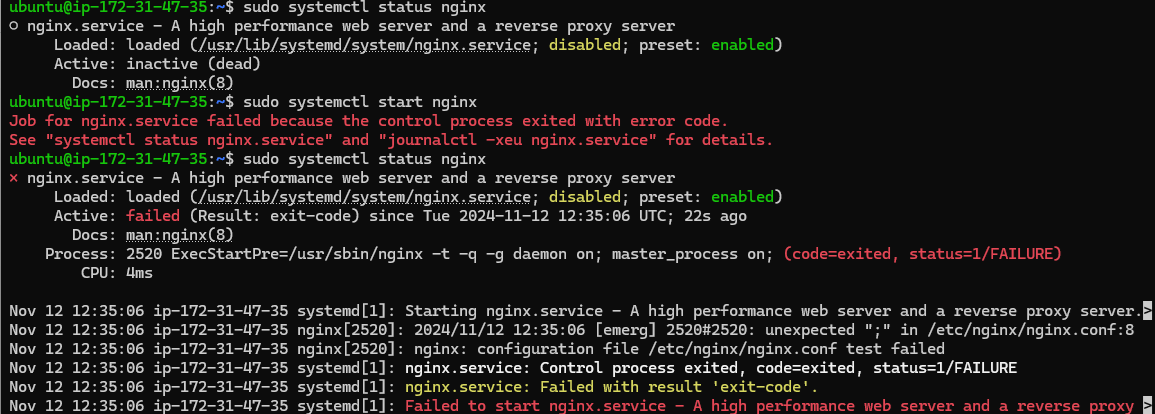 ubuntu@ip-172-31-47-35:~$ sudo systemctl status nginx
○ nginx.service - A high performance web server and a reverse proxy server
     Loaded: loaded (/usr/lib/systemd/system/nginx.service; disabled; preset: enabled)
     Active: inactive (dead)
       Docs: man:nginx(8)
ubuntu@ip-172-31-47-35:~$ sudo systemctl start nginx
Job for nginx.service failed because the control process exited with error code.
See "systemctl status nginx.service" and "journalctl -xeu nginx.service" for details.
ubuntu@ip-172-31-47-35:~$ sudo systemctl status nginx
× nginx.service - A high performance web server and a reverse proxy server
     Loaded: loaded (/usr/lib/systemd/system/nginx.service; disabled; preset: enabled)
     Active: failed (Result: exit-code) since Tue 2024-11-12 12:35:06 UTC; 22s ago
       Docs: man:nginx(8)
    Process: 2520 ExecStartPre=/usr/sbin/nginx -t -q -g daemon on; master_process on; (code=exited, status=1/FAILURE)
        CPU: 4ms

Nov 12 12:35:06 ip-172-31-47-35 systemd[1]: Starting nginx.service - A high performance web server and a reverse proxy server.>
Nov 12 12:35:06 ip-172-31-47-35 nginx[2520]: 2024/11/12 12:35:06 [emerg] 2520#2520: unexpected ";" in /etc/nginx/nginx.conf:8
Nov 12 12:35:06 ip-172-31-47-35 nginx[2520]: nginx: configuration file /etc/nginx/nginx.conf test failed
Nov 12 12:35:06 ip-172-31-47-35 systemd[1]: nginx.service: Control process exited, code=exited, status=1/FAILURE
Nov 12 12:35:06 ip-172-31-47-35 systemd[1]: nginx.service: Failed with result 'exit-code'.
Nov 12 12:35:06 ip-172-31-47-35 systemd[1]: Failed to start nginx.service - A high performance web server and a reverse proxy >